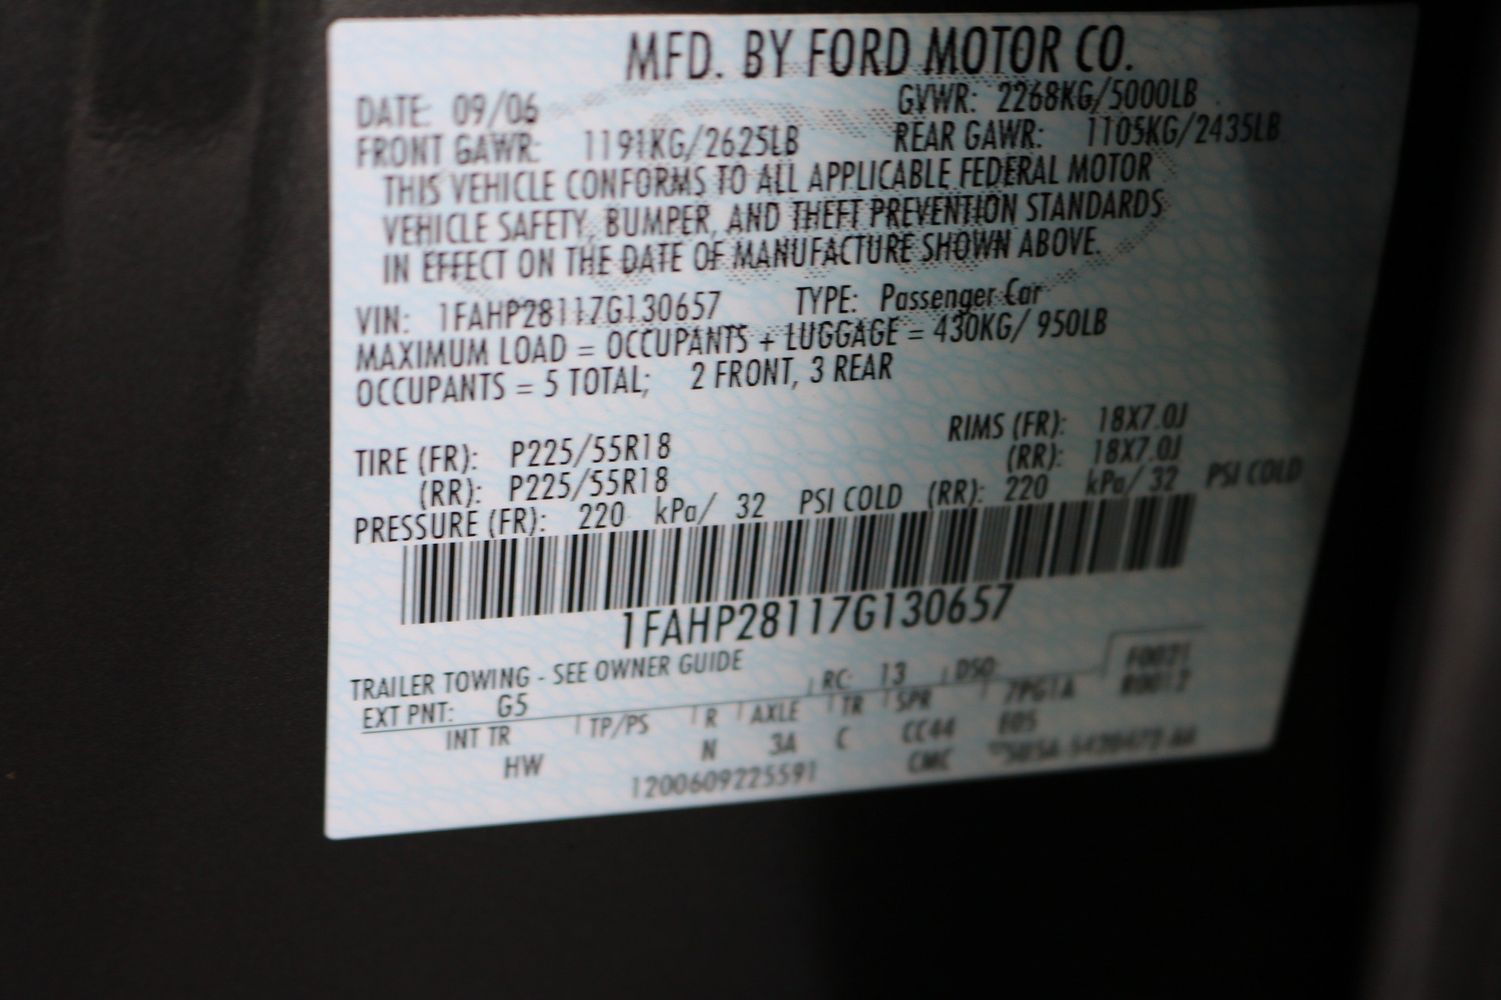 MFD. BY FORD MOTOR CO.
DATE: 09/06 GVWR: 2268KG/5000LB
FRONT GAWR: 1191KG/2625LB REAR GAWR: 1105KG/2435LB
THIS VEHICLE CONFORMS TO ALL APPLICABLE FEDERAL MOTOR
VEHICLE SAFETY, BUMPER, AND THEFT PREVENTION STANDARDS
IN EFFECT ON THE DATE OF MANUFACTURE SHOWN ABOVE.
VIN: 1FAHP28117G130657 TYPE: Passenger Car
MAXIMUM LOAD = OCCUPANTS + LUGGAGE = 430KG/ 950LB
OCCUPANTS = 5 TOTAL; 2 FRONT, 3 REAR
TIRE (FR): P225/55R18 RIMS (FR): 18X7.0J
(RR): P225/55R18 (RR): 18X7.0J
PRESSURE (FR): 220 kPa/ 32 PSI COLD (RR): 220 kPa/ 32 PSI COLD
1FAHP28117G130657
TRAILER TOWING - SEE OWNER GUIDE
EXT PNT: G5 RC: 13 DSO:
INT TR TP/PS R AXLE TR SPR 7PG1A
HW N 3A C CC44 E05
1200609225591 CMC